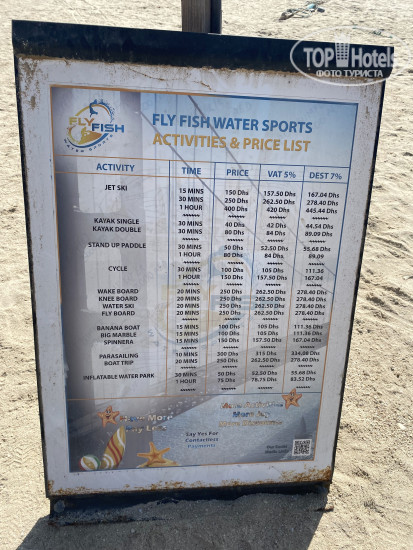 TOPHotels
ФОТО ТУРИСТА
FLY FISH
WATER SPORTS
FLY FISH WATER SPORTS
ACTIVITIES & PRICE LIST
ACTIVITY TIME PRICE VAT 5% DEST 7%
JET SKI 15 MINS 150 Dhs 157.50 Dhs 167.04 Dhs
30 MINS 250 Dhs 262.50 Dhs 278.40 Dhs
1 HOUR 400 Dhs 420 Dhs 445.44 Dhs
KAYAK SINGLE 30 MINS 40 Dhs 42 Dhs 44.54 Dhs
KAYAK DOUBLE 30 MINS 80 Dhs 84 Dhs 89.09 Dhs
STAND UP PADDLE 30 MINS 50 Dhs 52.50 Dhs 55.68 Dhs
1 HOUR 80 Dhs 84 Dhs 89.09
CYCLE 30 MINS 100 Dhs 105 Dhs 111.36
1 HOUR 150 Dhs 157.50 Dhs 167.04
WAKE BOARD 20 MINS 250 Dhs 262.50 Dhs 278.40 Dhs
KNEE BOARD 20 MINS 250 Dhs 262.50 Dhs 278.40 Dhs
WATER SKI 20 MINS 250 Dhs 262.50 Dhs 278.40 Dhs
FLY BOARD 20 MINS 250 Dhs 262.50 Dhs 278.40 Dhs
BANANA BOAT 15 MINS 100 Dhs 105 Dhs 111.36 Dhs
BIG MARBLE 15 MINS 100 Dhs 105 Dhs 111.36 Dhs
SPINNERA 15 MINS 150 Dhs 157.50 Dhs 167.04 Dhs
PARASAILING 10 MINS 300 Dhs 315 Dhs 334.08 Dhs
BOAT TRIP 20 MINS 250 Dhs 262.50 Dhs 278.40 Dhs
INFLATABLE WATER PARK 30 MINS 50 Dhs 52.50 Dhs 55.68 Dhs
1 HOUR 75 Dhs 78.75 Dhs 83.52 Dhs
More
Say Yes For
Contactless
Payments